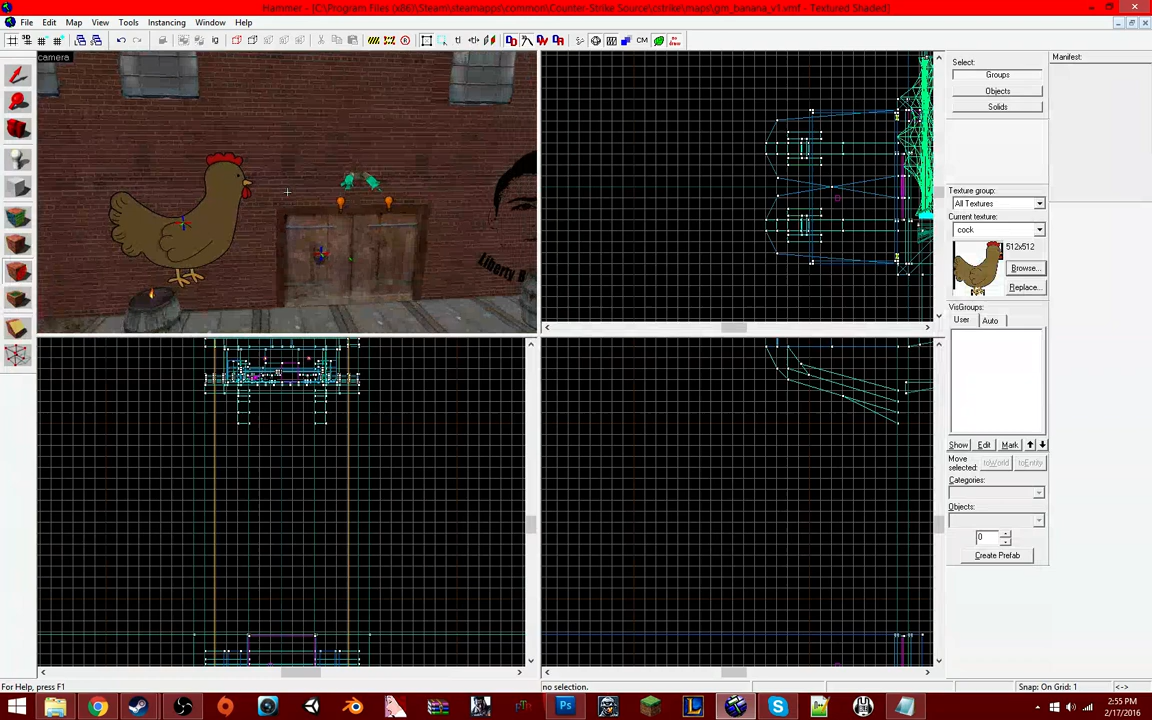 Hammer - [C:\Program Files (x86)\Steam\steamapps\common\Counter-Strike Source\cstrike\maps\gm_banana_v1.vmf - Textured Shaded]
File Edit Map View Tools Instancing Window Help
camera
Liberty B
Select:
Groups
Objects
Solids
Texture group:
All Textures
Current texture:
cock
512x512
Browse...
Replace...
VisGroups:
User Auto
Show Edit Mark
Move selected: toWorld toEntity
Categories:
Objects:
0
Create Prefab
Manifest:
For Help, press F1
no selection.
Snap: On Grid: 1
<->
2:55 PM
2/17/2016